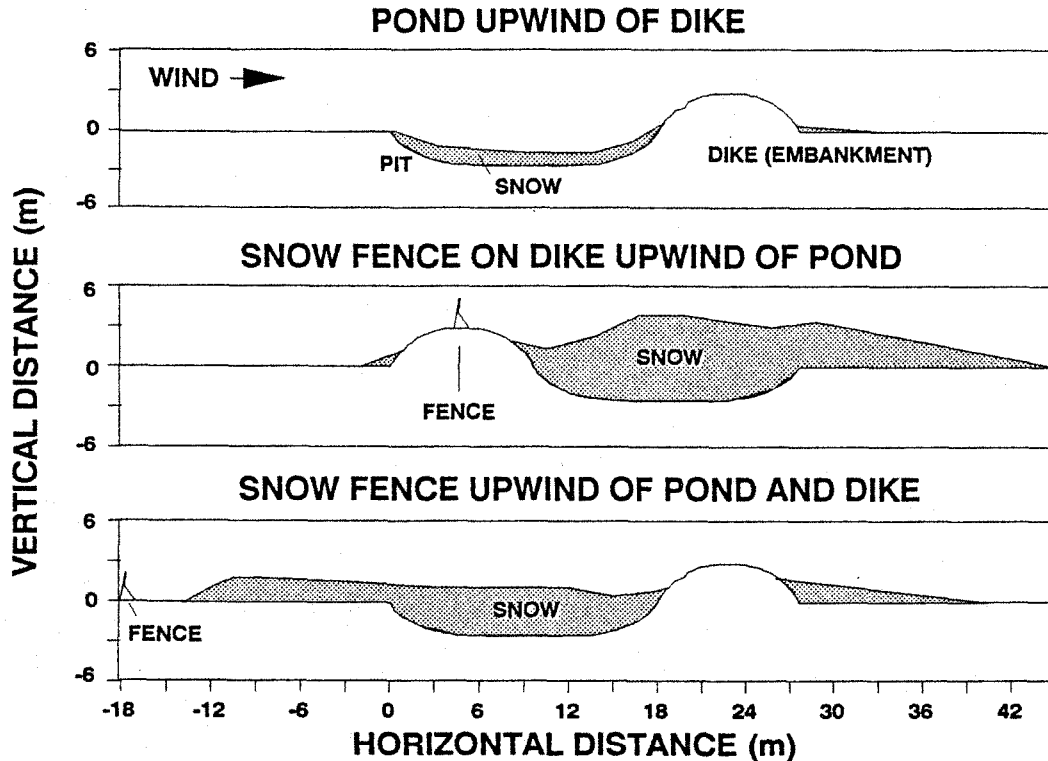 POND UPWIND OF DIKE
6
WIND
0
PIT
SNOW
DIKE (EMBANKMENT)
-6
SNOW FENCE ON DIKE UPWIND OF POND
6
0
SNOW
FENCE
-6
SNOW FENCE UPWIND OF POND AND DIKE
6
0
SNOW
FENCE
-6
-18 -12 -6 0 6 12 18 24 30 36 42
HORIZONTAL DISTANCE (m)
VERTICAL DISTANCE (m)